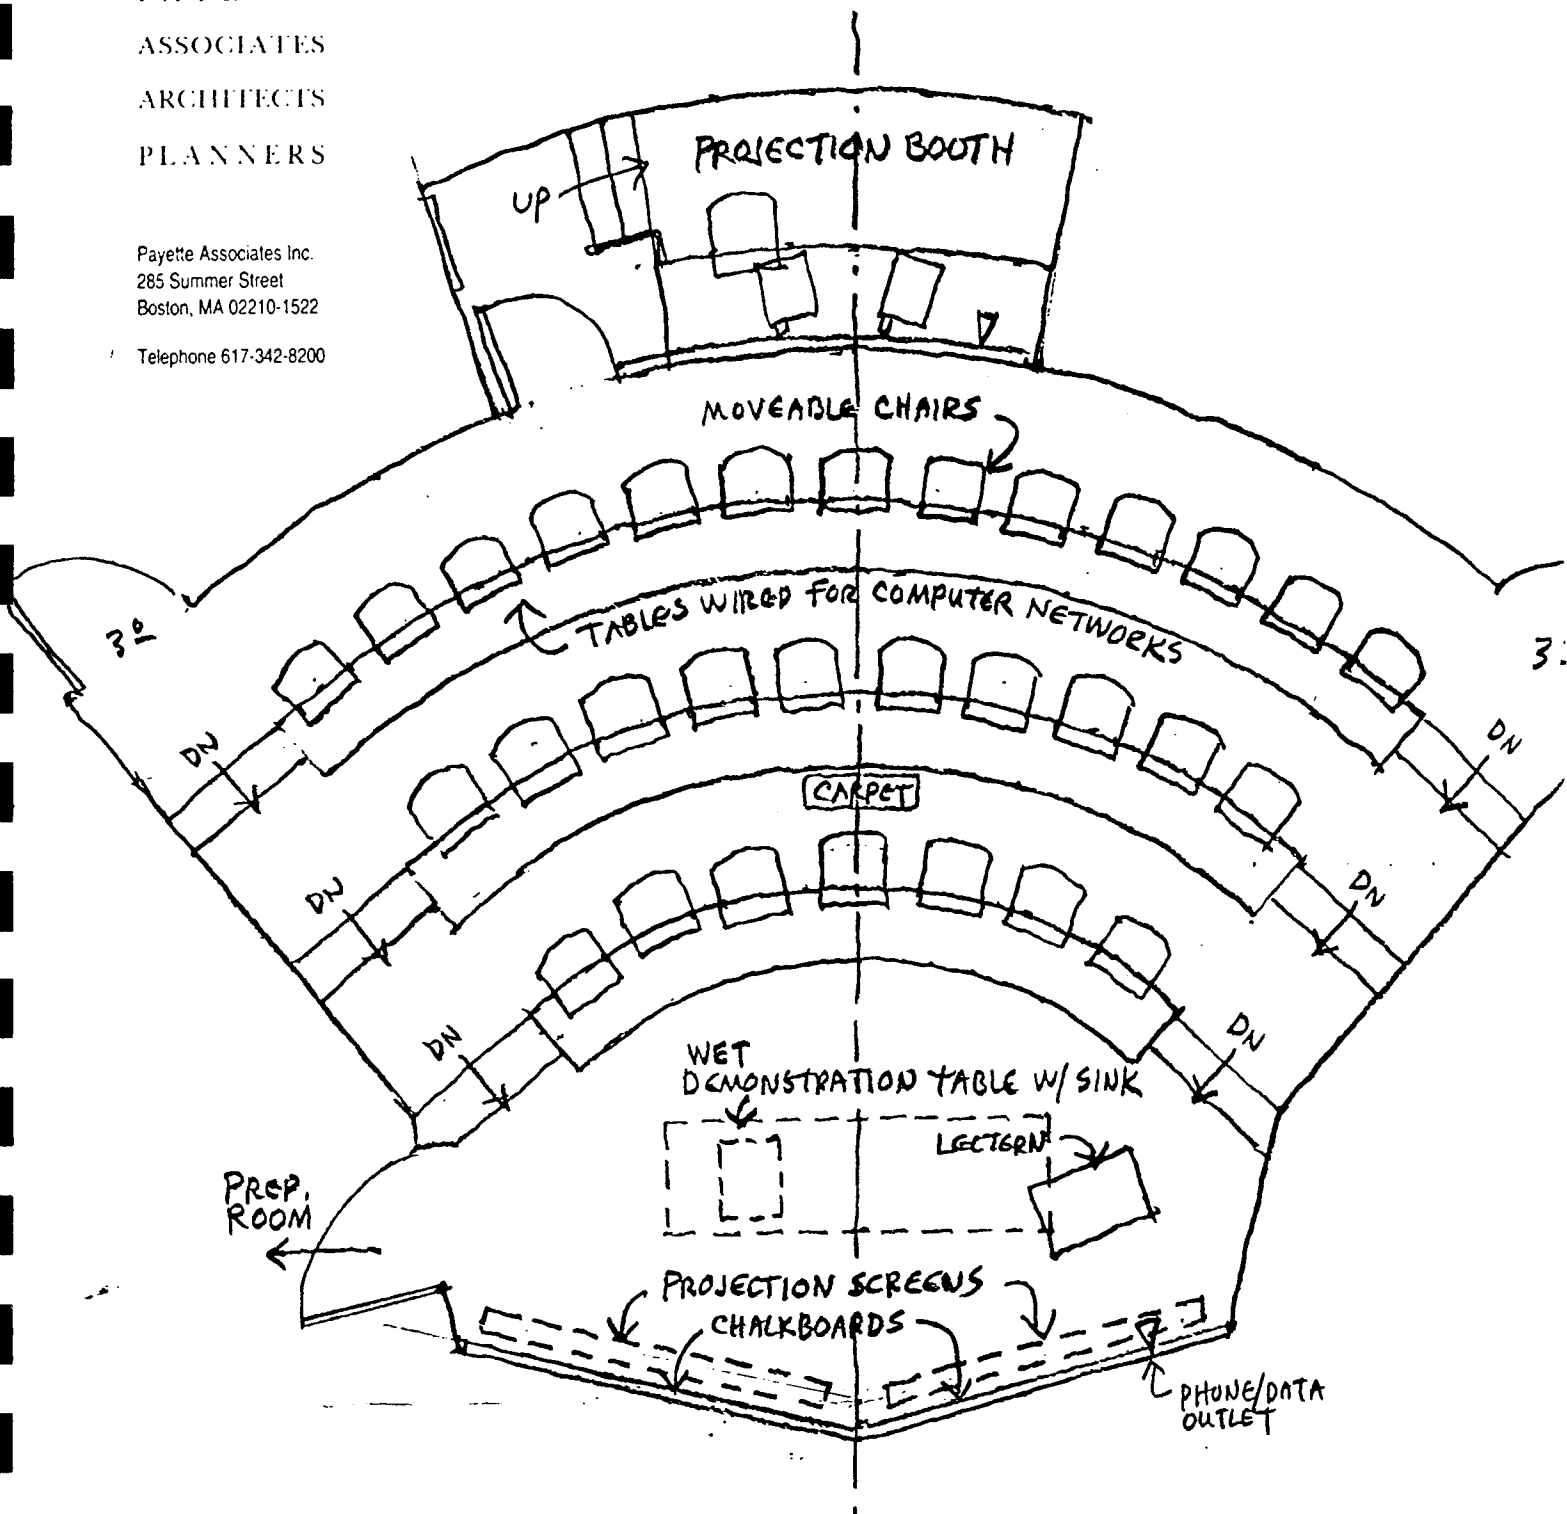 ASSOCIATES
ARCHITECTS
PLANNERS
Payette Associates Inc.
285 Summer Street
Boston, MA 02210-1522
Telephone 617-342-8200
PROJECTION BOOTH
UP
MOVEABLE CHAIRS
TABLES WIRED FOR COMPUTER NETWORKS
3⁰
DN
DN
CARPET
DN
DN
DN
DN
WET
DEMONSTRATION TABLE W/ SINK
LECTERN
PREP.
ROOM
PROJECTION SCREENS
CHALKBOARDS
PHONE/DATA
OUTLET